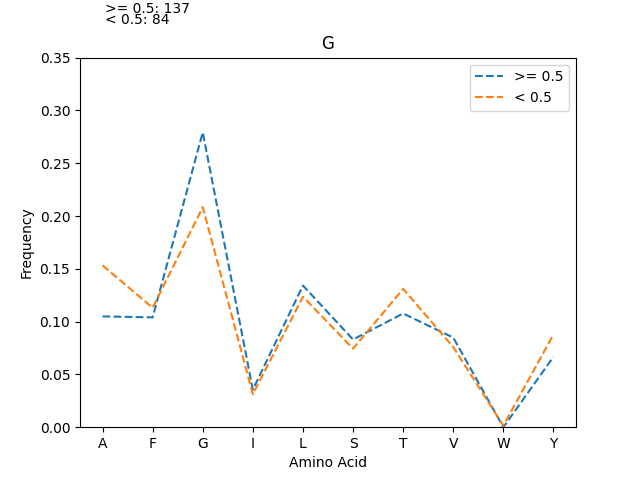 >= 0.5: 137
< 0.5: 84
G
0.35
0.30
0.25
0.20
0.15
0.10
0.05
0.00
Frequency
>= 0.5
< 0.5
A F G I L S T V W Y
Amino Acid